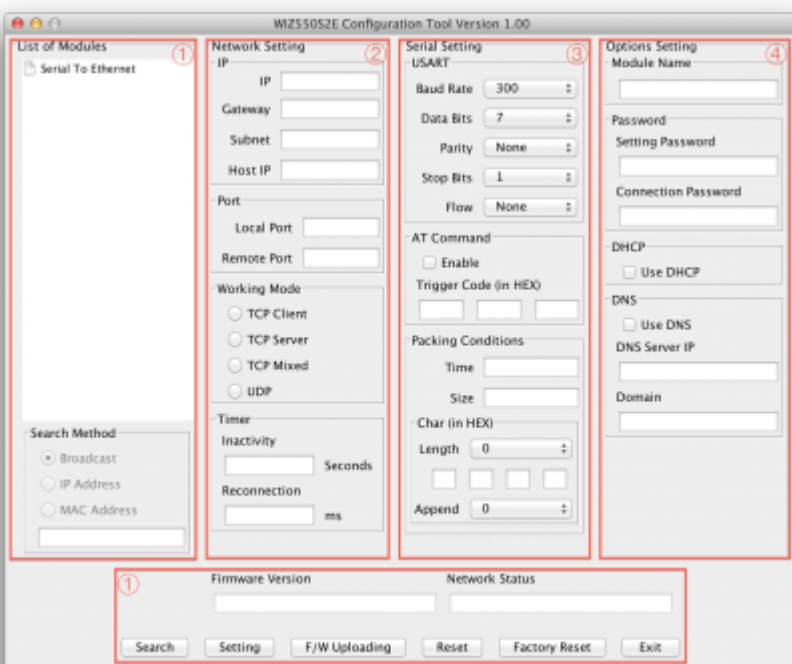 WIZ550S2E Configuration Tool Version 1.00
List of Modules
①
Serial To Ethernet
Search Method
Broadcast
IP Address
MAC Address
Network Setting
②
IP
IP
Gateway
Subnet
Host IP
Port
Local Port
Remote Port
Working Mode
TCP Client
TCP Server
TCP Mixed
UDP
Timer
Inactivity
Seconds
Reconnection
ms
Serial Setting
③
USART
Baud Rate 300
Data Bits 7
Parity None
Stop Bits 1
Flow None
AT Command
Enable
Trigger Code (in HEX)
Packing Conditions
Time
Size
Char (in HEX)
Length 0
Append 0
Options Setting
④
Module Name
Password
Setting Password
Connection Password
DHCP
Use DHCP
DNS
Use DNS
DNS Server IP
Domain
①
Firmware Version Network Status
Search Setting F/W Uploading Reset Factory Reset Exit